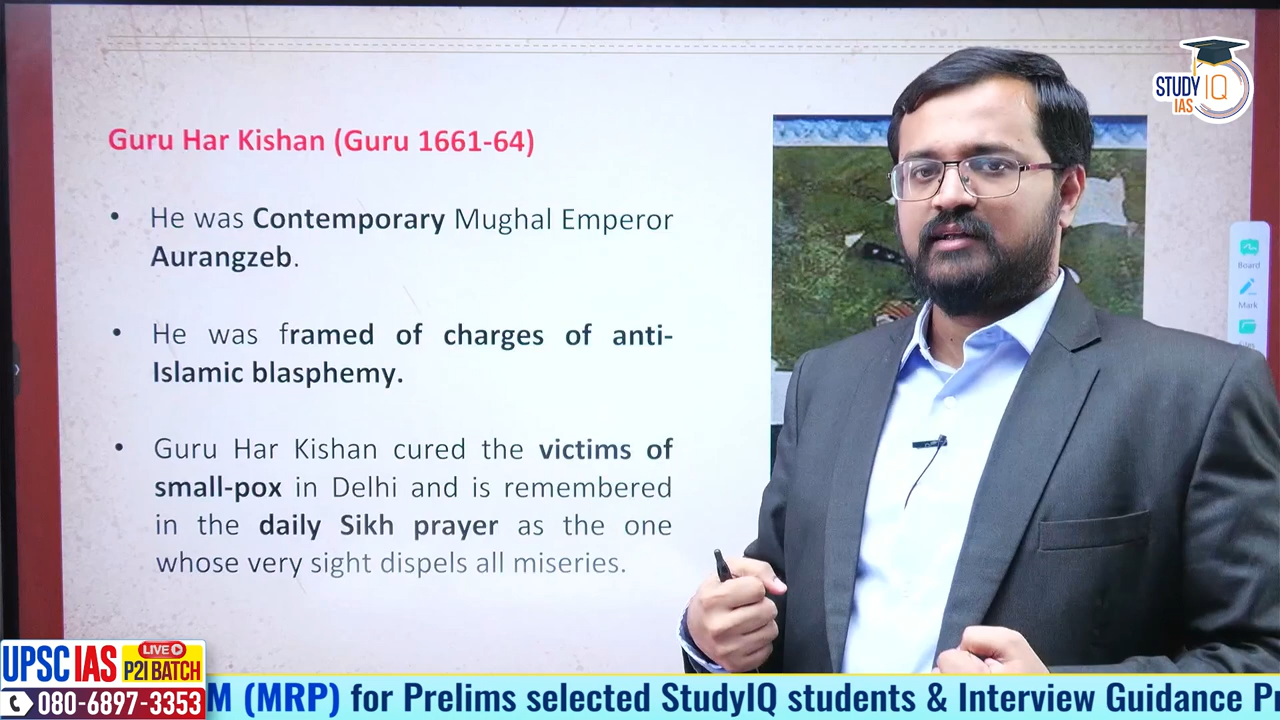 STUDY IQ
IAS
Guru Har Kishan (Guru 1661-64)
• He was Contemporary Mughal Emperor
Aurangzeb.
• He was framed of charges of anti-
Islamic blasphemy.
• Guru Har Kishan cured the victims of
small-pox in Delhi and is remembered
in the daily Sikh prayer as the one
whose very sight dispels all miseries.
Board
Mark
UPSC IAS LIVE P2I BATCH
080-6897-3353
M (MRP) for Prelims selected StudyIQ students & Interview Guidance